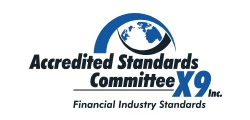 Accredited Standards
Committee X9 Inc.
Financial Industry Standards